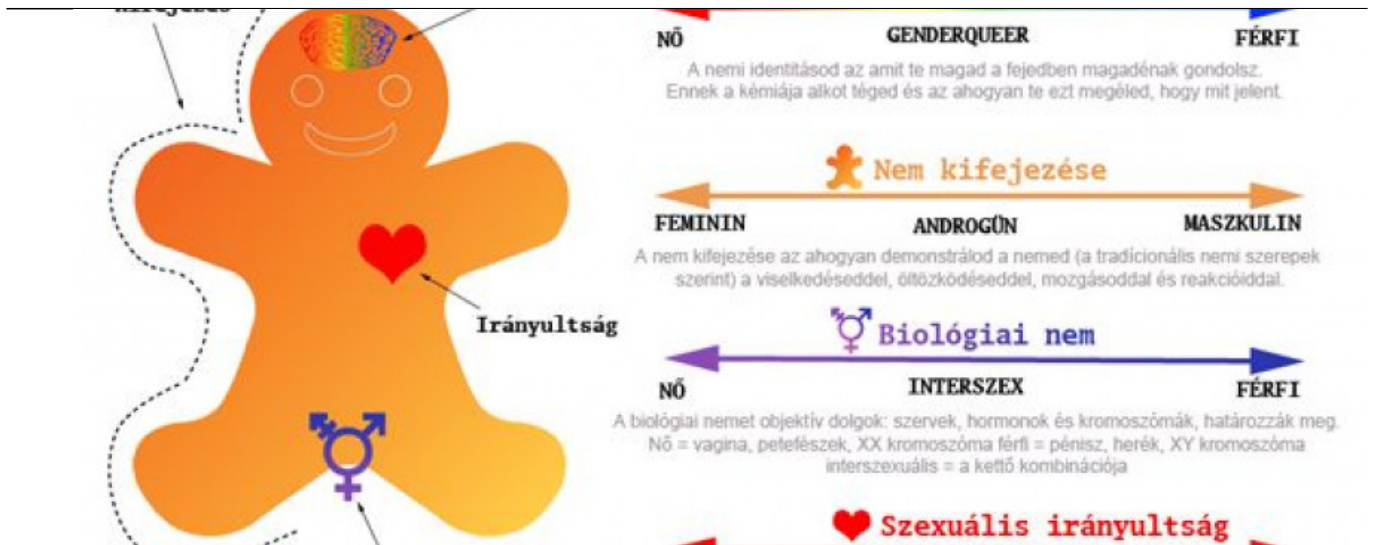 Kifejezés
NŐ
GENDERQUEER
FÉRFI
A nemi identitásod az amit te magad a fejedben magadénak gondolsz.
Ennek a kémiája alkot téged és az ahogyan te ezt megéled, hogy mit jelent.
Nem kifejezése
FEMININ
ANDROGÜN
MASZKULIN
A nem kifejezése az ahogyan demonstrálod a nemed (a tradícionális nemi szerepek
szerint) a viselkedéseddel, öltözködéseddel, mozgásoddal és reakcióiddal.
Irányultság
Biológiai nem
NŐ
INTERSZEX
FÉRFI
A biológiai nemet objektív dolgok: szervek, hormonok és kromoszómák, határozzák meg.
Nő = vagina, petefészek, XX kromoszóma férfi = pénisz, herék, XY kromoszóma
interszexuális = a kettő kombinációja
Szexuális irányultság